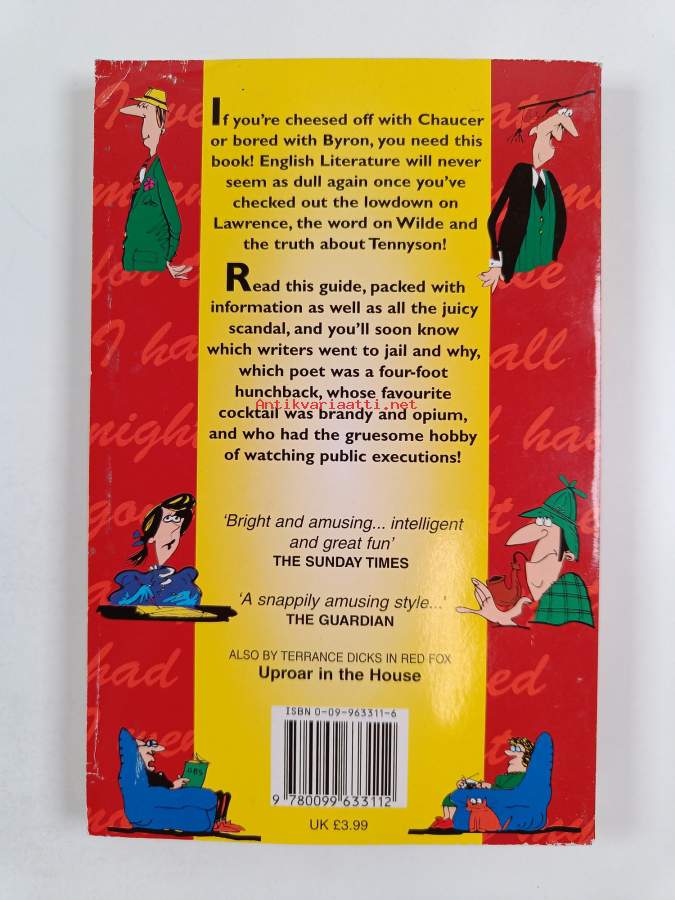 If you're cheesed off with Chaucer
or bored with Byron, you need this
book! English Literature will never
seem as dull again once you've
checked out the lowdown on
Lawrence, the word on Wilde and
the truth about Tennyson!
Read this guide, packed with
information as well as all the juicy
scandal, and you'll soon know
which writers went to jail and why,
which poet was a four-foot
hunchback, whose favourite
cocktail was brandy and opium,
and who had the gruesome hobby
of watching public executions!
Antikvariaatti.net
'Bright and amusing... intelligent
and great fun'
THE SUNDAY TIMES
'A snappily amusing style...'
THE GUARDIAN
ALSO BY TERRANCE DICKS IN RED FOX
Uproar in the House
ISBN 0-09-963311-6
9 780099 633112
UK £3.99
I ha
all
night
had
had